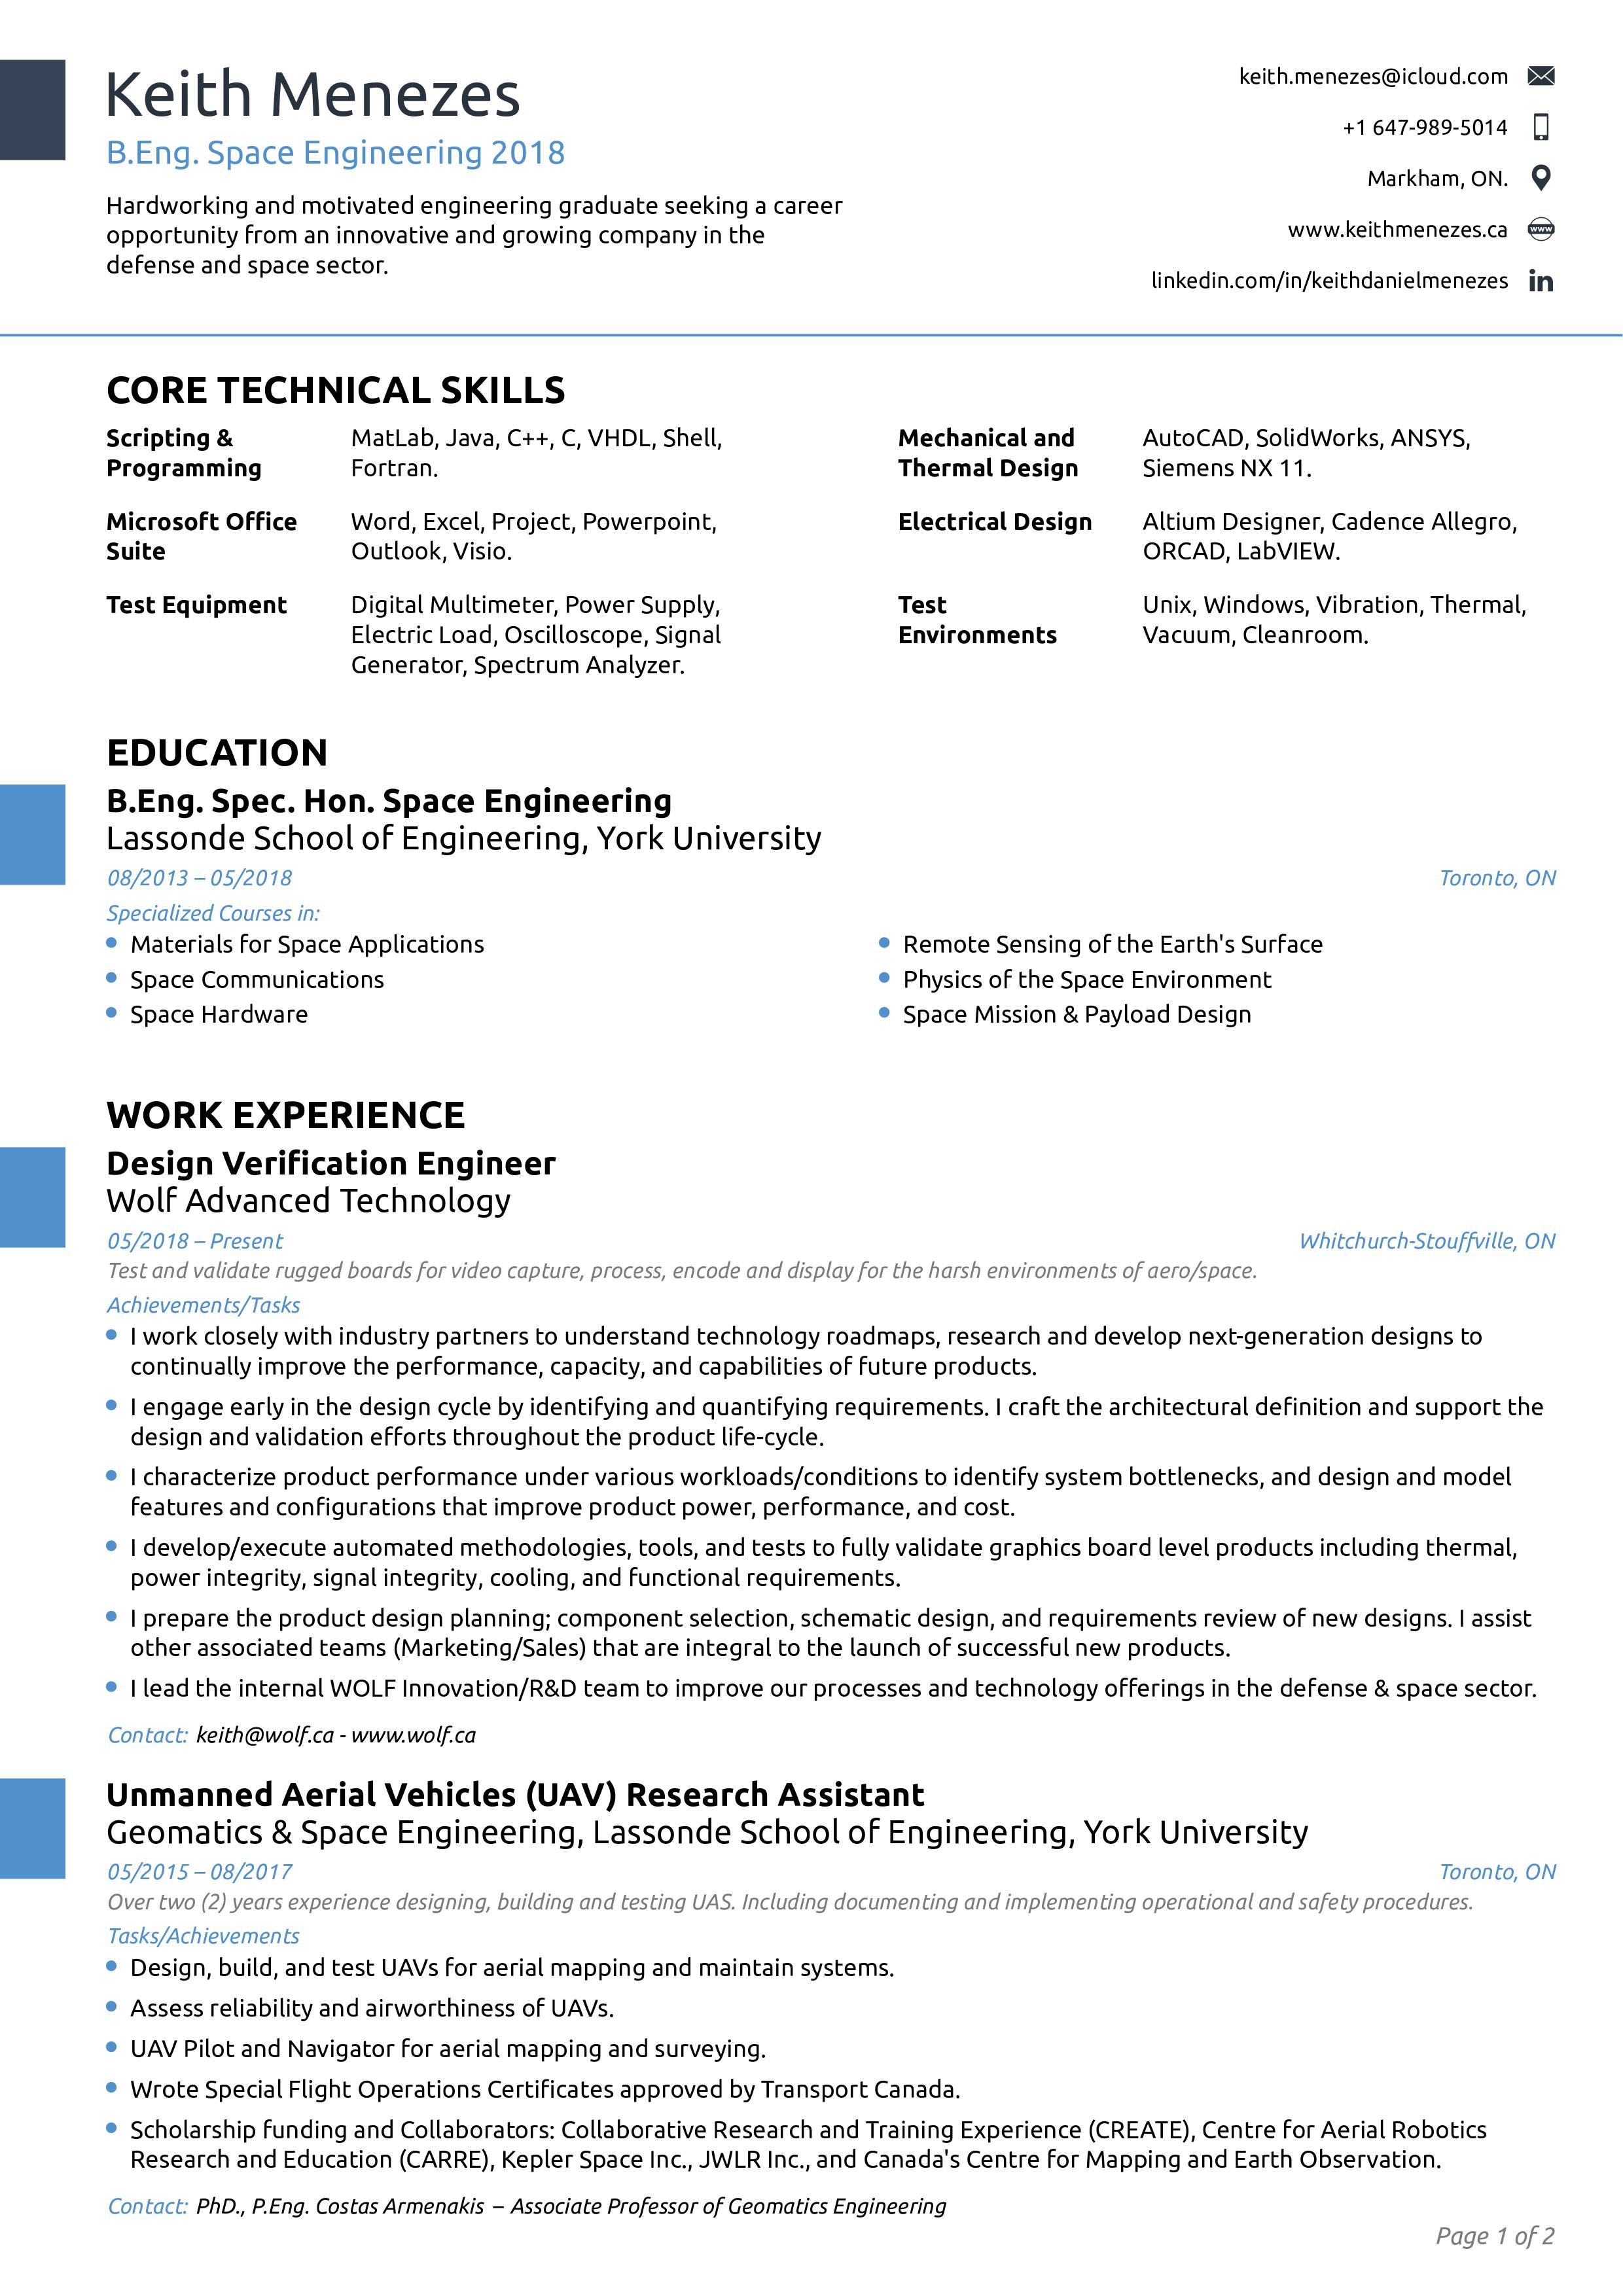 Keith Menezes
B.Eng. Space Engineering 2018
Hardworking and motivated engineering graduate seeking a career
opportunity from an innovative and growing company in the
defense and space sector.
keith.menezes@icloud.com
+1 647-989-5014
Markham, ON.
www.keithmenezes.ca
www
linkedin.com/in/keithdanielmenezes
in
CORE TECHNICAL SKILLS
Scripting &
Programming
MatLab, Java, C++, C, VHDL, Shell,
Fortran.
Mechanical and
Thermal Design
AutoCAD, SolidWorks, ANSYS,
Siemens NX 11.
Microsoft Office
Suite
Word, Excel, Project, Powerpoint,
Outlook, Visio.
Electrical Design
Altium Designer, Cadence Allegro,
ORCAD, LabVIEW.
Test Equipment
Digital Multimeter, Power Supply,
Electric Load, Oscilloscope, Signal
Generator, Spectrum Analyzer.
Test
Environments
Unix, Windows, Vibration, Thermal,
Vacuum, Cleanroom.
EDUCATION
B.Eng. Spec. Hon. Space Engineering
Lassonde School of Engineering, York University
08/2013 – 05/2018
Toronto, ON
Specialized Courses in:
Materials for Space Applications
Space Communications
Space Hardware
Remote Sensing of the Earth's Surface
Physics of the Space Environment
Space Mission & Payload Design
WORK EXPERIENCE
Design Verification Engineer
Wolf Advanced Technology
05/2018 – Present
Whitchurch-Stouffville, ON
Test and validate rugged boards for video capture, process, encode and display for the harsh environments of aero/space.
Achievements/Tasks
I work closely with industry partners to understand technology roadmaps, research and develop next-generation designs to
continually improve the performance, capacity, and capabilities of future products.
I engage early in the design cycle by identifying and quantifying requirements. I craft the architectural definition and support the
design and validation efforts throughout the product life-cycle.
I characterize product performance under various workloads/conditions to identify system bottlenecks, and design and model
features and configurations that improve product power, performance, and cost.
I develop/execute automated methodologies, tools, and tests to fully validate graphics board level products including thermal,
power integrity, signal integrity, cooling, and functional requirements.
I prepare the product design planning; component selection, schematic design, and requirements review of new designs. I assist
other associated teams (Marketing/Sales) that are integral to the launch of successful new products.
I lead the internal WOLF Innovation/R&D team to improve our processes and technology offerings in the defense & space sector.
Contact: keith@wolf.ca - www.wolf.ca
Unmanned Aerial Vehicles (UAV) Research Assistant
Geomatics & Space Engineering, Lassonde School of Engineering, York University
05/2015 – 08/2017
Toronto, ON
Over two (2) years experience designing, building and testing UAS. Including documenting and implementing operational and safety procedures.
Tasks/Achievements
Design, build, and test UAVs for aerial mapping and maintain systems.
Assess reliability and airworthiness of UAVs.
UAV Pilot and Navigator for aerial mapping and surveying.
Wrote Special Flight Operations Certificates approved by Transport Canada.
Scholarship funding and Collaborators: Collaborative Research and Training Experience (CREATE), Centre for Aerial Robotics
Research and Education (CARRE), Kepler Space Inc., JWLR Inc., and Canada's Centre for Mapping and Earth Observation.
Contact: PhD., P.Eng. Costas Armenakis – Associate Professor of Geomatics Engineering
Page 1 of 2